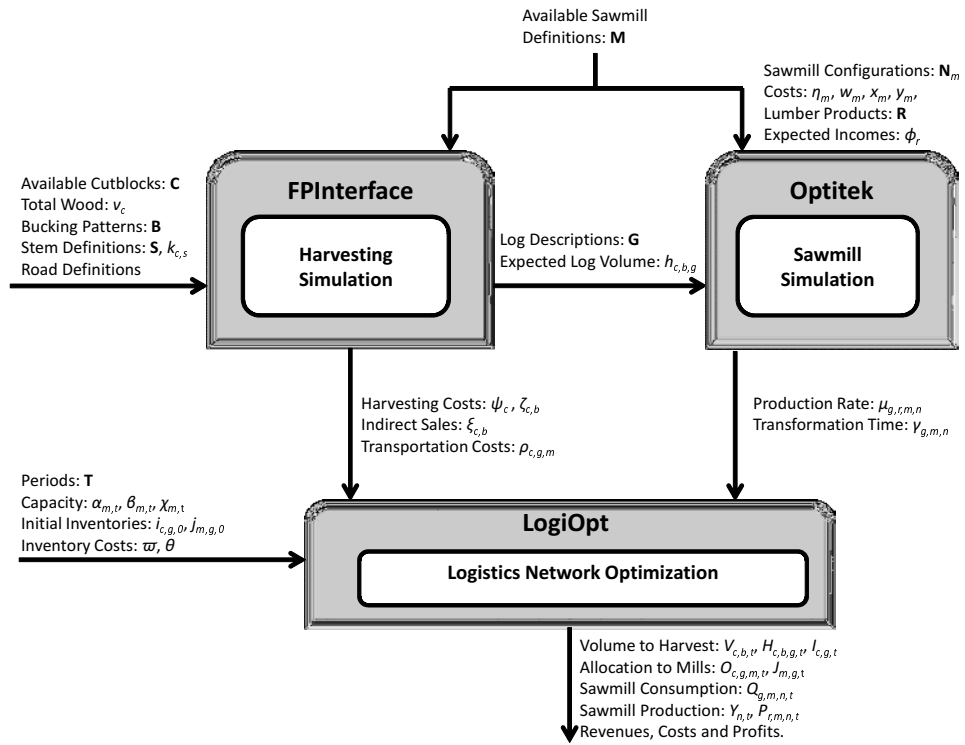 Available Sawmill
Definitions: M
Sawmill Configurations: N_m
Costs: η_m, w_m, x_m, y_m,
Lumber Products: R
Expected Incomes: ϕ_r
Available Cutblocks: C
Total Wood: v_c
Bucking Patterns: B
Stem Definitions: S, k_c,s
Road Definitions
FPInterface
Harvesting
Simulation
Log Descriptions: G
Expected Log Volume: h_c,b,g
Optitek
Sawmill
Simulation
Harvesting Costs: ψ_c , ζ_c,b
Indirect Sales: ξ_c,b
Transportation Costs: ρ_c,g,m
Production Rate: μ_g,r,m,n
Transformation Time: γ_g,m,n
Periods: T
Capacity: α_m,t, β_m,t, χ_m,t
Initial Inventories: i_c,g,0, j_m,g,0
Inventory Costs: ϖ, θ
LogiOpt
Logistics Network Optimization
Volume to Harvest: V_c,b,t, H_c,b,g,t, I_c,g,t
Allocation to Mills: O_c,g,m,t, J_m,g,t
Sawmill Consumption: Q_g,m,n,t
Sawmill Production: Y_n,t, P_r,m,n,t
Revenues, Costs and Profits.